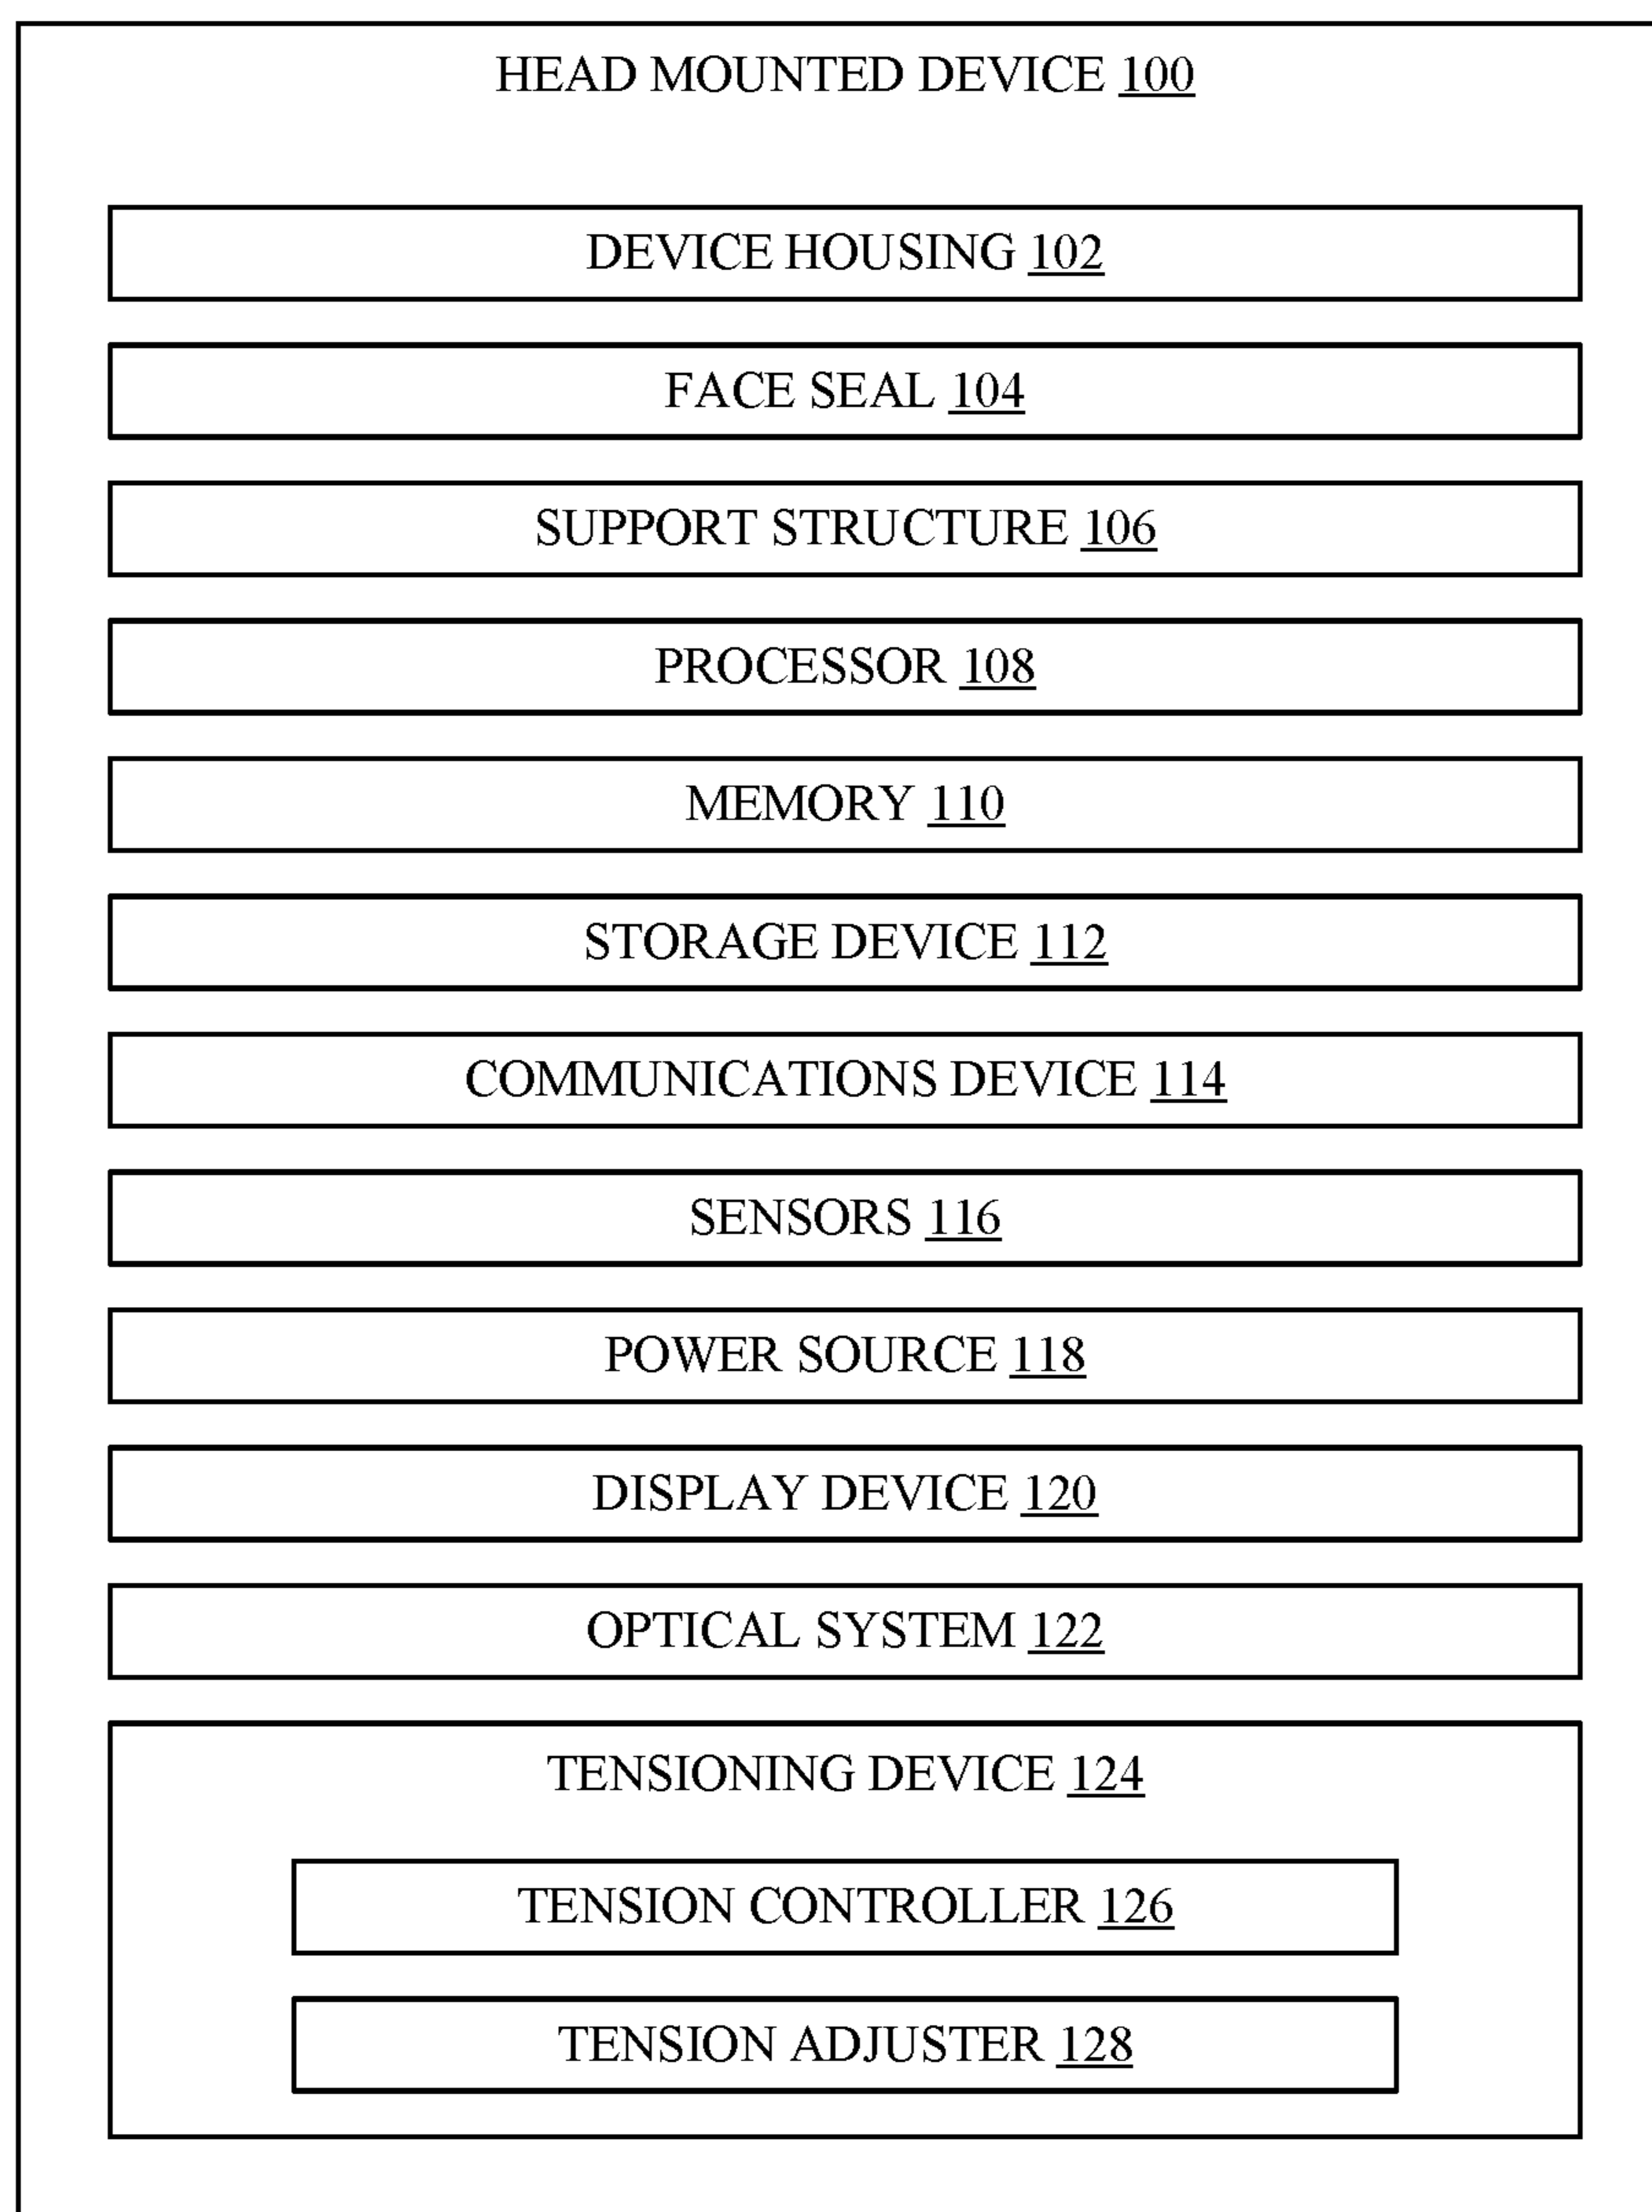 HEAD MOUNTED DEVICE 100
DEVICE HOUSING 102
FACE SEAL 104
SUPPORT STRUCTURE 106
PROCESSOR 108
MEMORY 110
STORAGE DEVICE 112
COMMUNICATIONS DEVICE 114
SENSORS 116
POWER SOURCE 118
DISPLAY DEVICE 120
OPTICAL SYSTEM 122
TENSIONING DEVICE 124
TENSION CONTROLLER 126
TENSION ADJUSTER 128